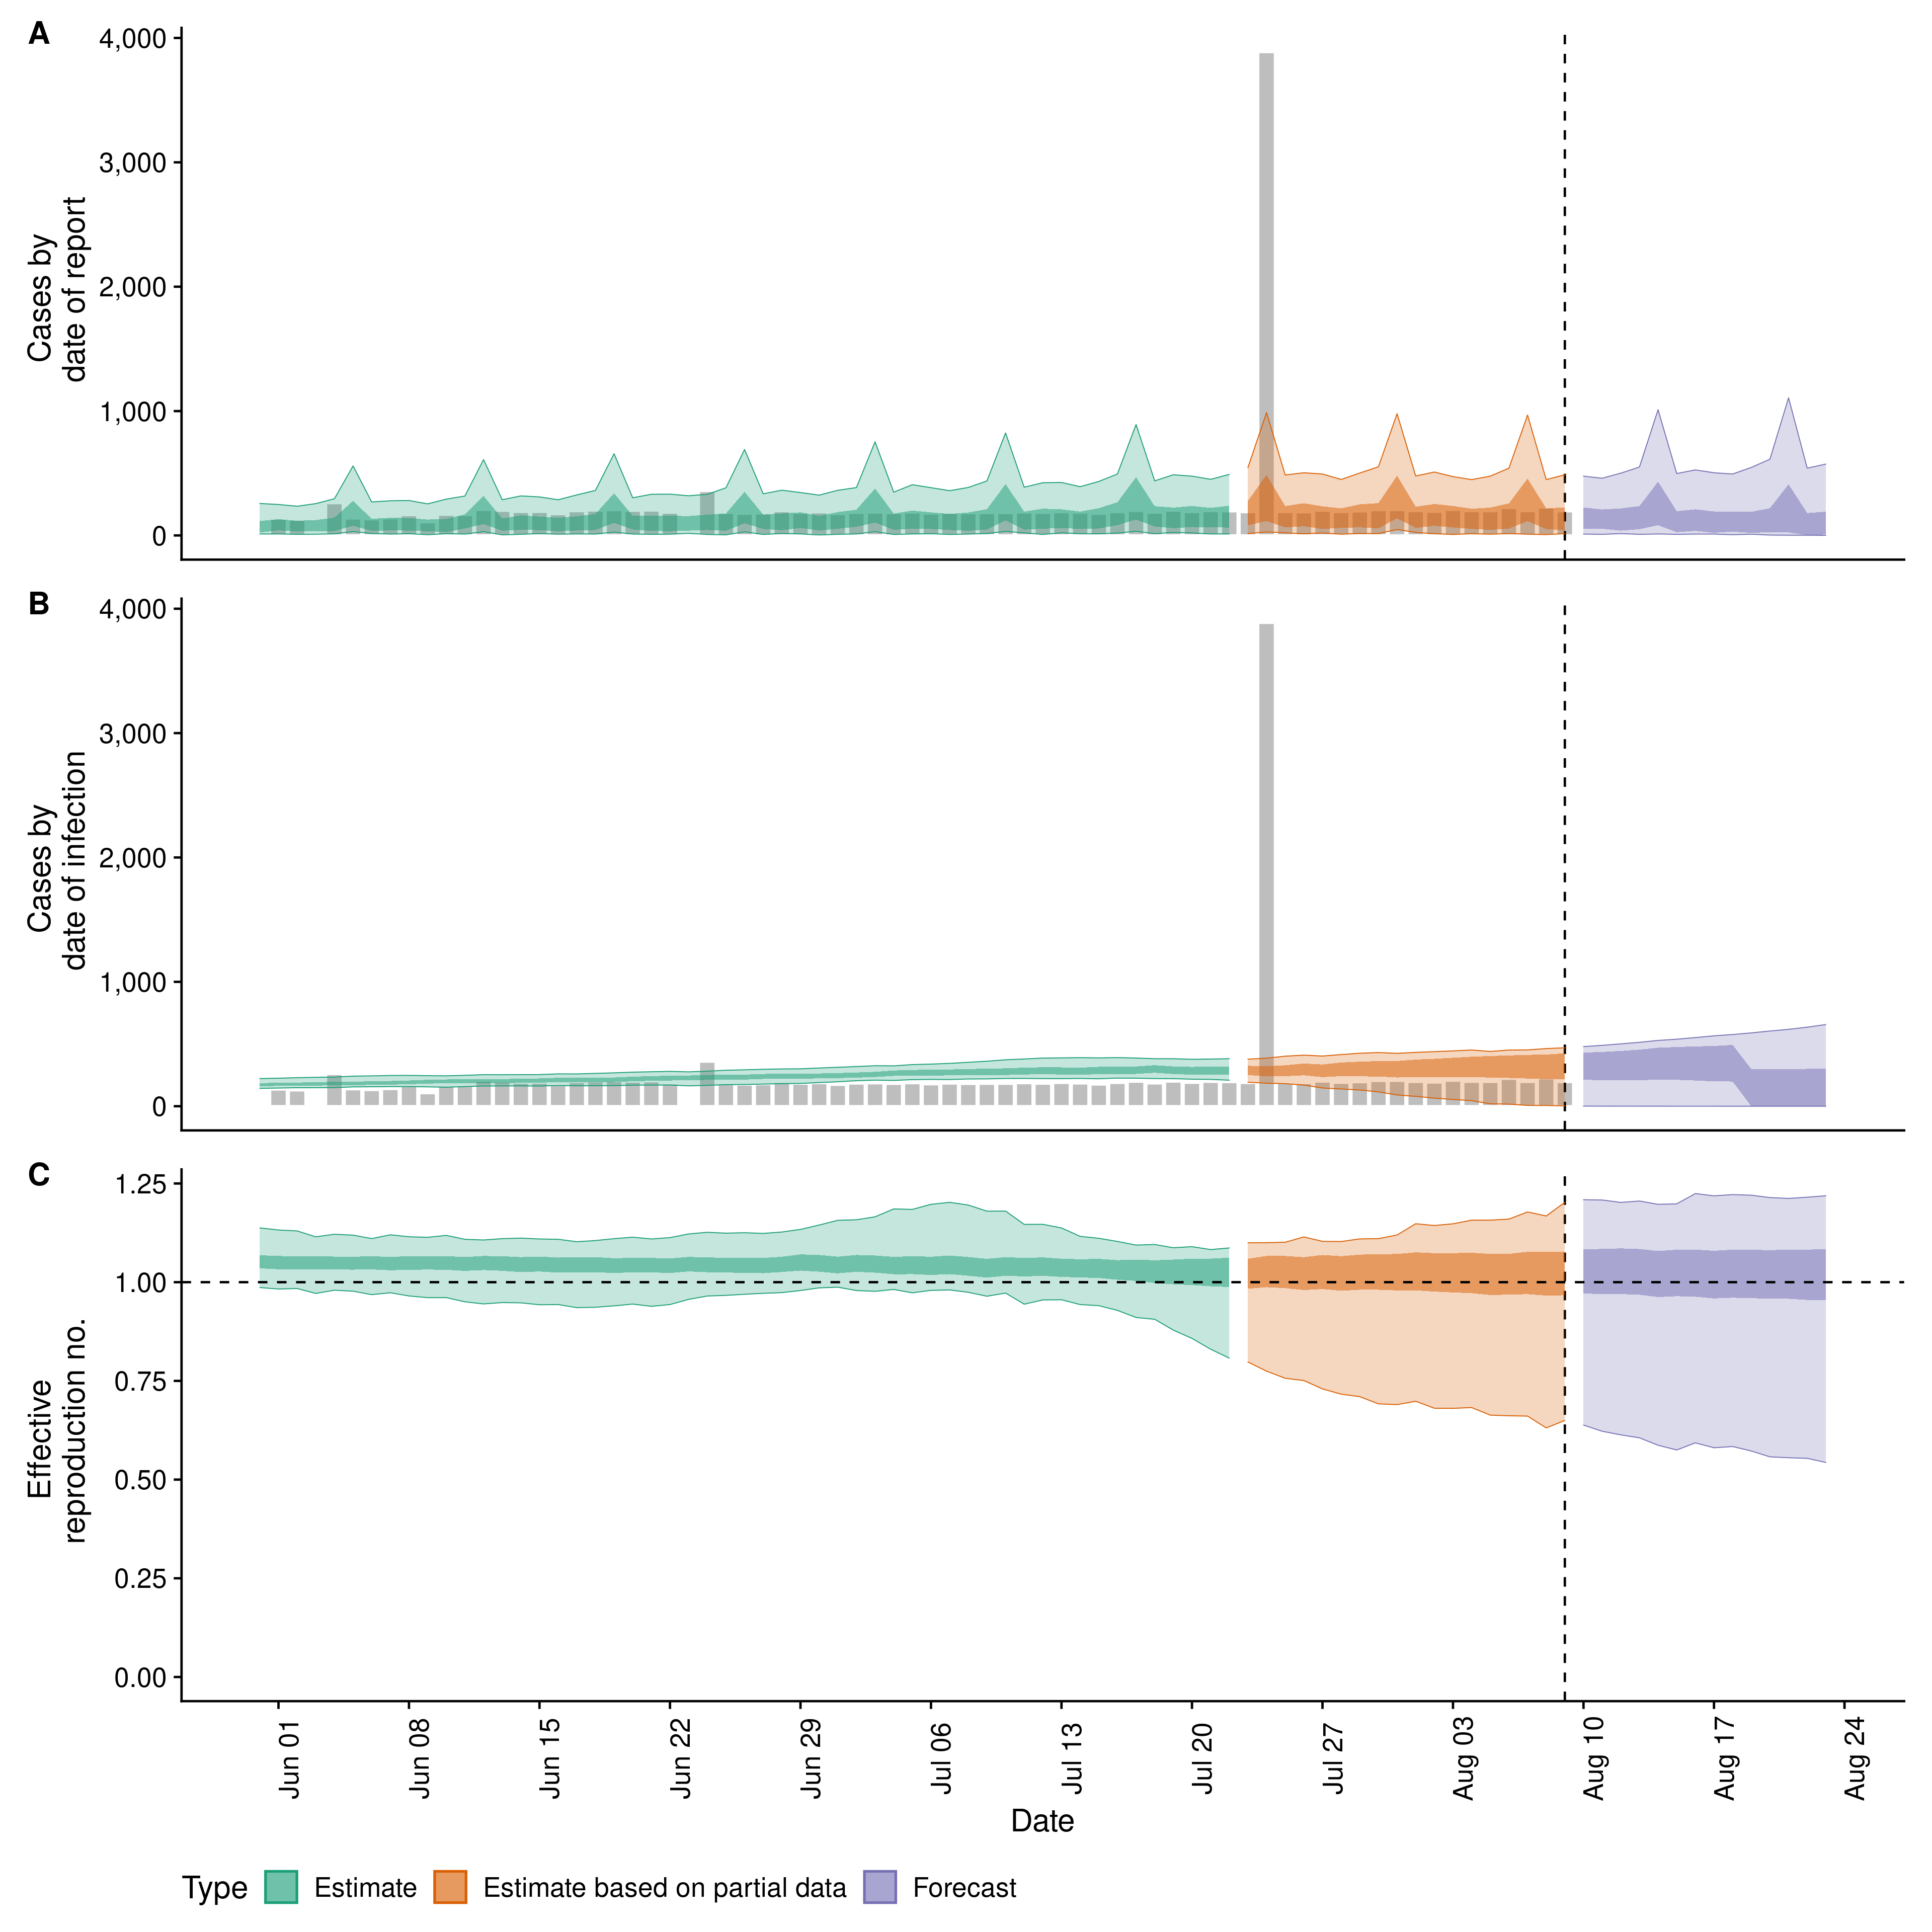 A
4,000
3,000
2,000
1,000
0
Cases by
date of report
B
4,000
3,000
2,000
1,000
0
Cases by
date of infection
C
1.25
1.00
0.75
0.50
0.25
0.00
Effective
reproduction no.
Jun 01
Jun 08
Jun 15
Jun 22
Jun 29
Jul 06
Jul 13
Jul 20
Jul 27
Aug 03
Aug 10
Aug 17
Aug 24
Date
Type Estimate Estimate based on partial data Forecast